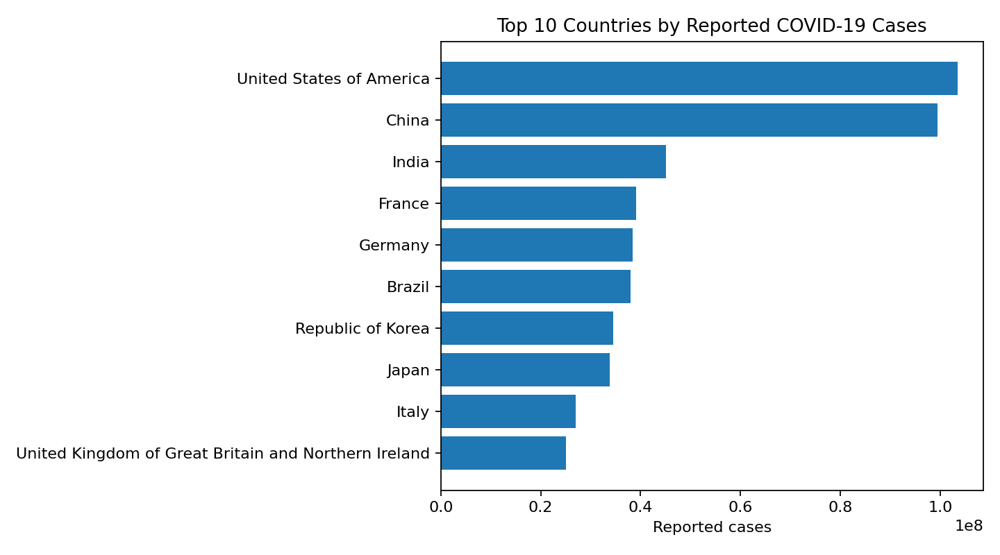 Top 10 Countries by Reported COVID-19 Cases
United States of America
China
India
France
Germany
Brazil
Republic of Korea
Japan
Italy
United Kingdom of Great Britain and Northern Ireland
0.0 0.2 0.4 0.6 0.8 1.0
1e8
Reported cases